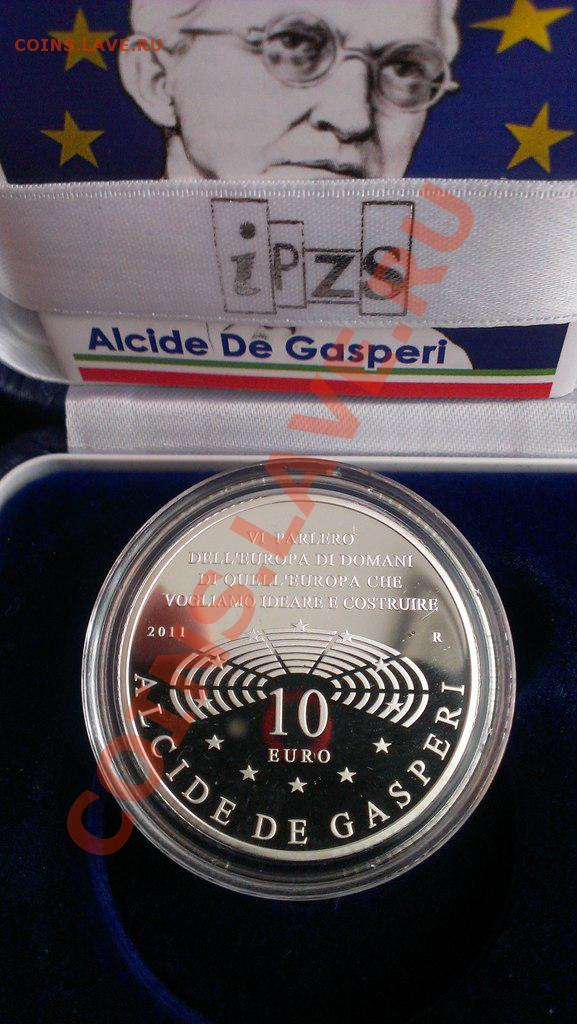 COINS.LAVE.RU
iPZS
Alcide De Gasperi
COINS.LAVE.RU
VI PARLERO'
DELL'EUROPA DI DOMANI
DI QUELL'EUROPA CHE
VOGLIAMO IDEARE E COSTRUIRE
2011 R
10
EURO
ALCIDE DE GASPERI